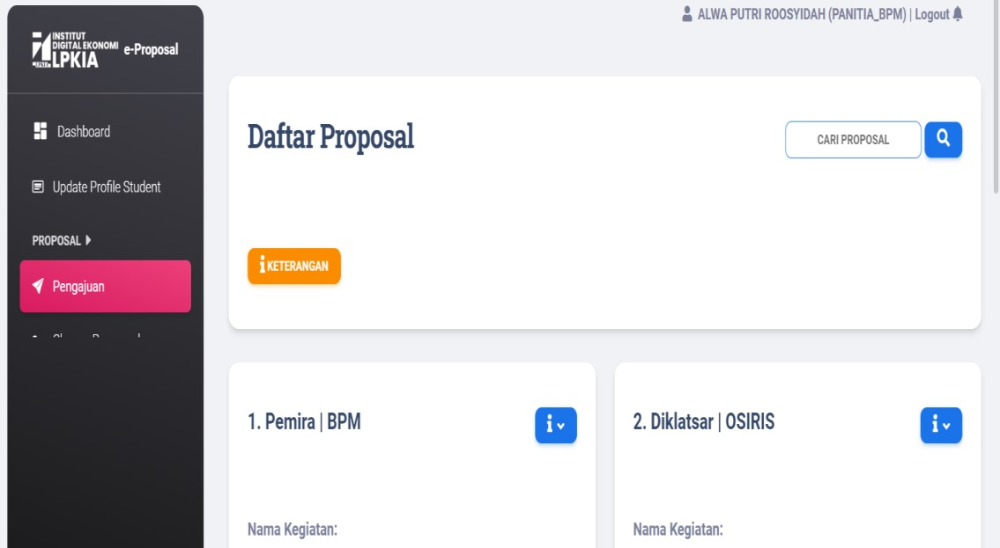 ALWA PUTRI ROOSYIDAH (PANITIA_BPM) | Logout
INSTITUT
DIGITAL EKONOMI
LPKIA
e-Proposal
Dashboard
Update Profile Student
PROPOSAL
Pengajuan
Daftar Proposal
CARI PROPOSAL
KETERANGAN
1. Pemira | BPM
2. Diklatsar | OSIRIS
Nama Kegiatan:
Nama Kegiatan: